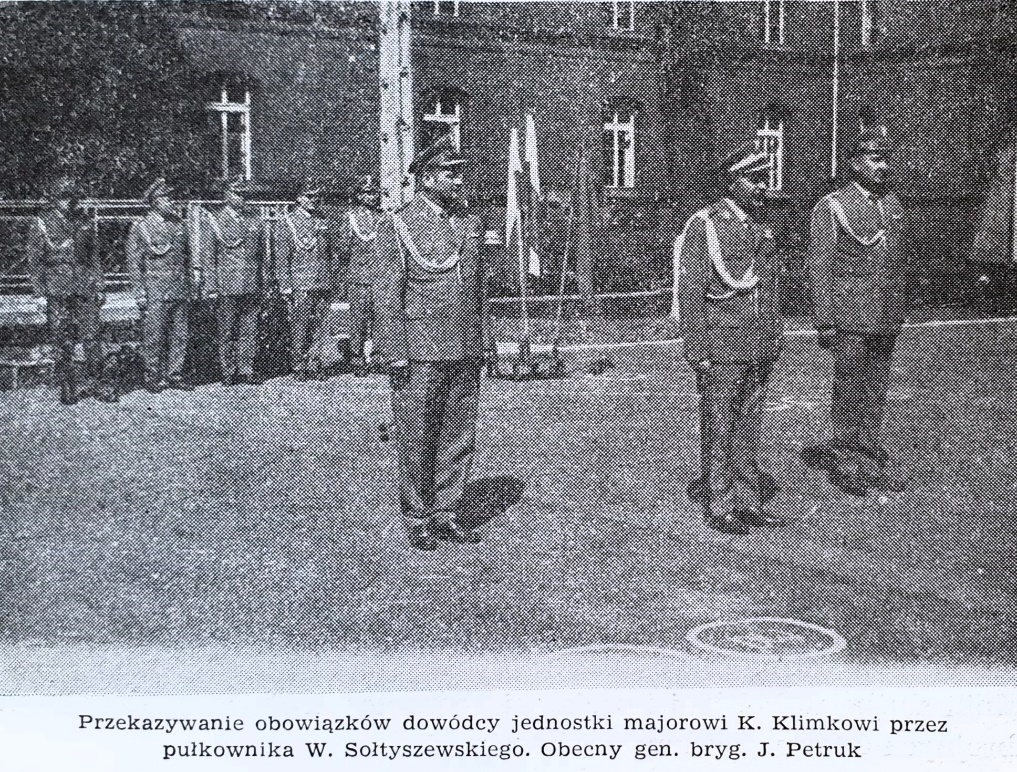 Przekazywanie obowiązków dowódcy jednostki majorowi K. Klimkowi przez
pułkownika W. Sołtyszewskiego. Obecny gen. bryg. J. Petruk